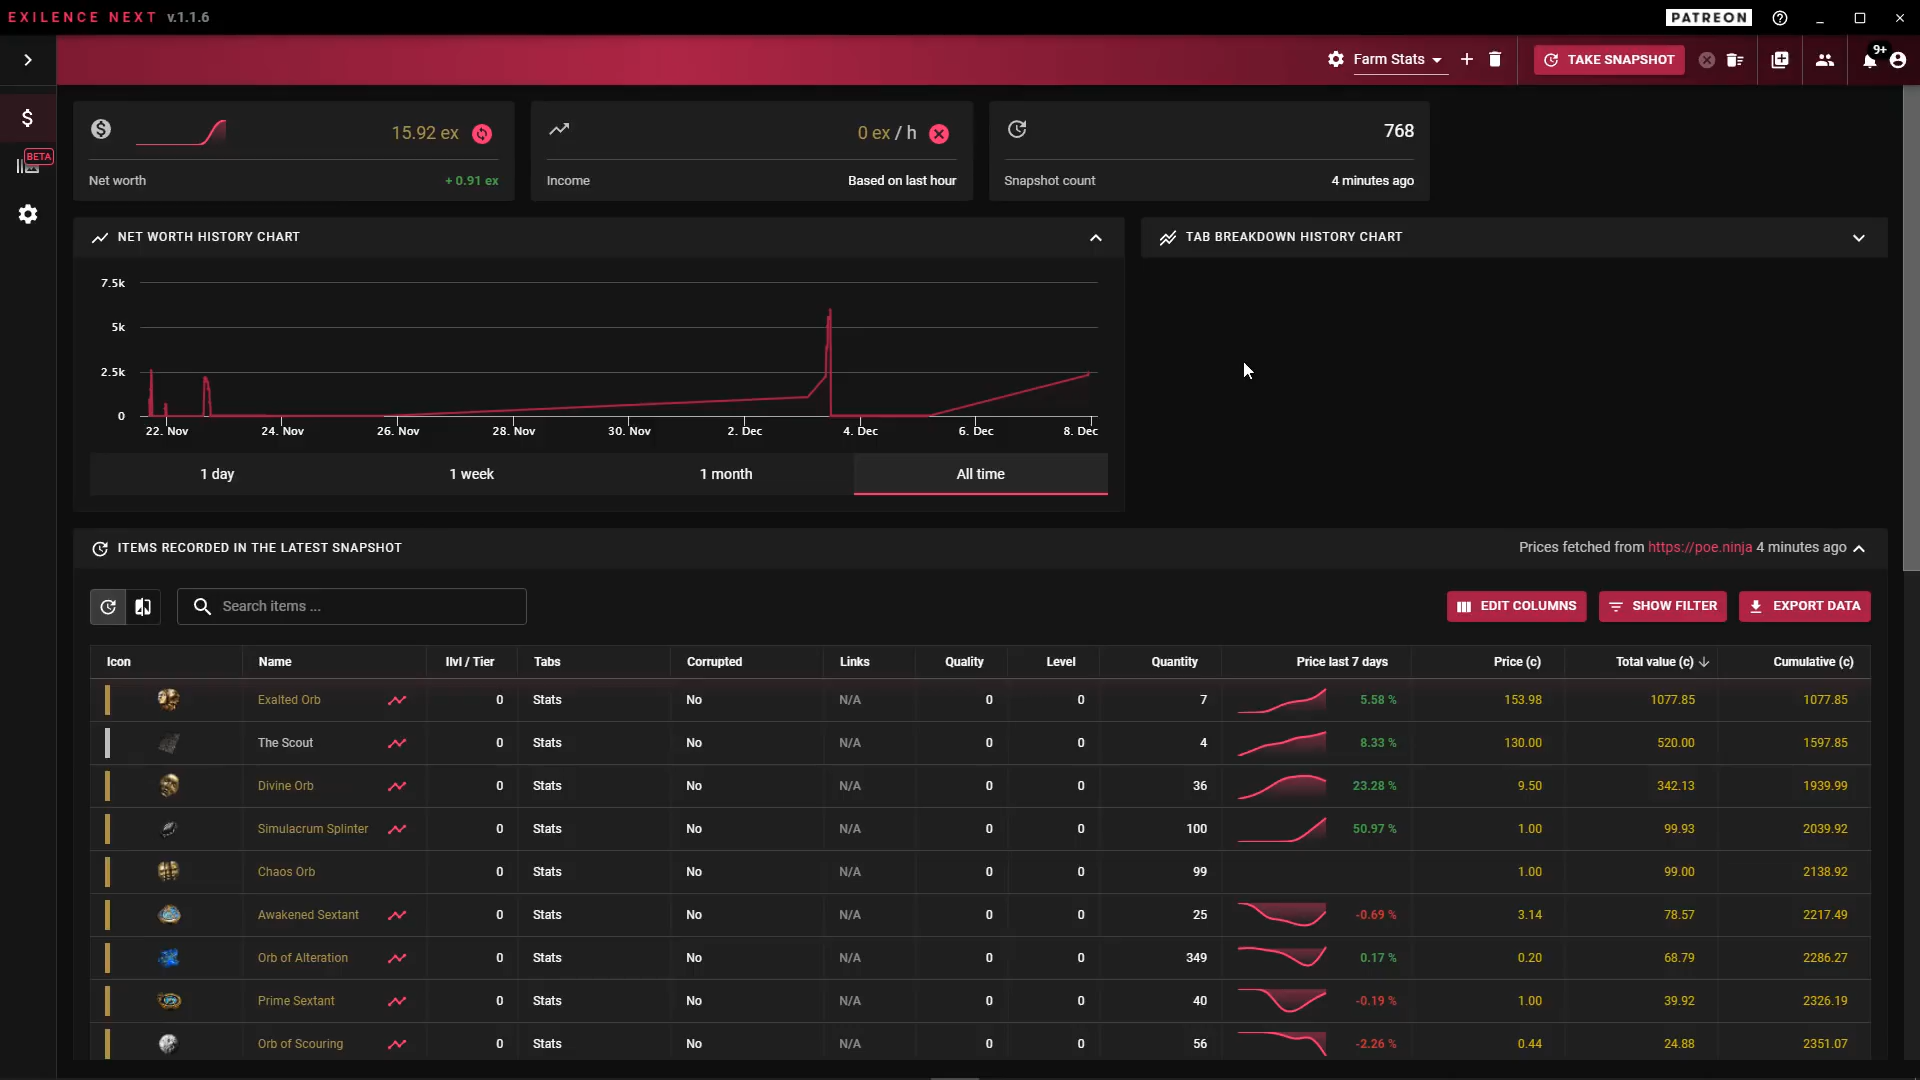 EXILENCE NEXT v.1.1.6
PATREON
Farm Stats
TAKE SNAPSHOT
9+
BETA
15.92 ex
Net worth
+ 0.91 ex
0 ex / h
Income
Based on last hour
768
Snapshot count
4 minutes ago
NET WORTH HISTORY CHART
7.5k
5k
2.5k
0
22. Nov 24. Nov 26. Nov 28. Nov 30. Nov 2. Dec 4. Dec 6. Dec 8. Dec
1 day 1 week 1 month All time
TAB BREAKDOWN HISTORY CHART
ITEMS RECORDED IN THE LATEST SNAPSHOT
Prices fetched from https://poe.ninja 4 minutes ago
Search items ...
EDIT COLUMNS SHOW FILTER EXPORT DATA
Icon Name Ilvl / Tier Tabs Corrupted Links Quality Level Quantity Price last 7 days Price (c) Total value (c) Cumulative (c)
Exalted Orb 0 Stats No N/A 0 0 7 5.58 % 153.98 1077.85 1077.85
The Scout 0 Stats No N/A 0 0 4 8.33 % 130.00 520.00 1597.85
Divine Orb 0 Stats No N/A 0 0 36 23.28 % 9.50 342.13 1939.99
Simulacrum Splinter 0 Stats No N/A 0 0 100 50.97 % 1.00 99.93 2039.92
Chaos Orb 0 Stats No N/A 0 0 99 1.00 99.00 2138.92
Awakened Sextant 0 Stats No N/A 0 0 25 -0.69 % 3.14 78.57 2217.49
Orb of Alteration 0 Stats No N/A 0 0 349 0.17 % 0.20 68.79 2286.27
Prime Sextant 0 Stats No N/A 0 0 40 -0.19 % 1.00 39.92 2326.19
Orb of Scouring 0 Stats No N/A 0 0 56 -2.26 % 0.44 24.88 2351.07